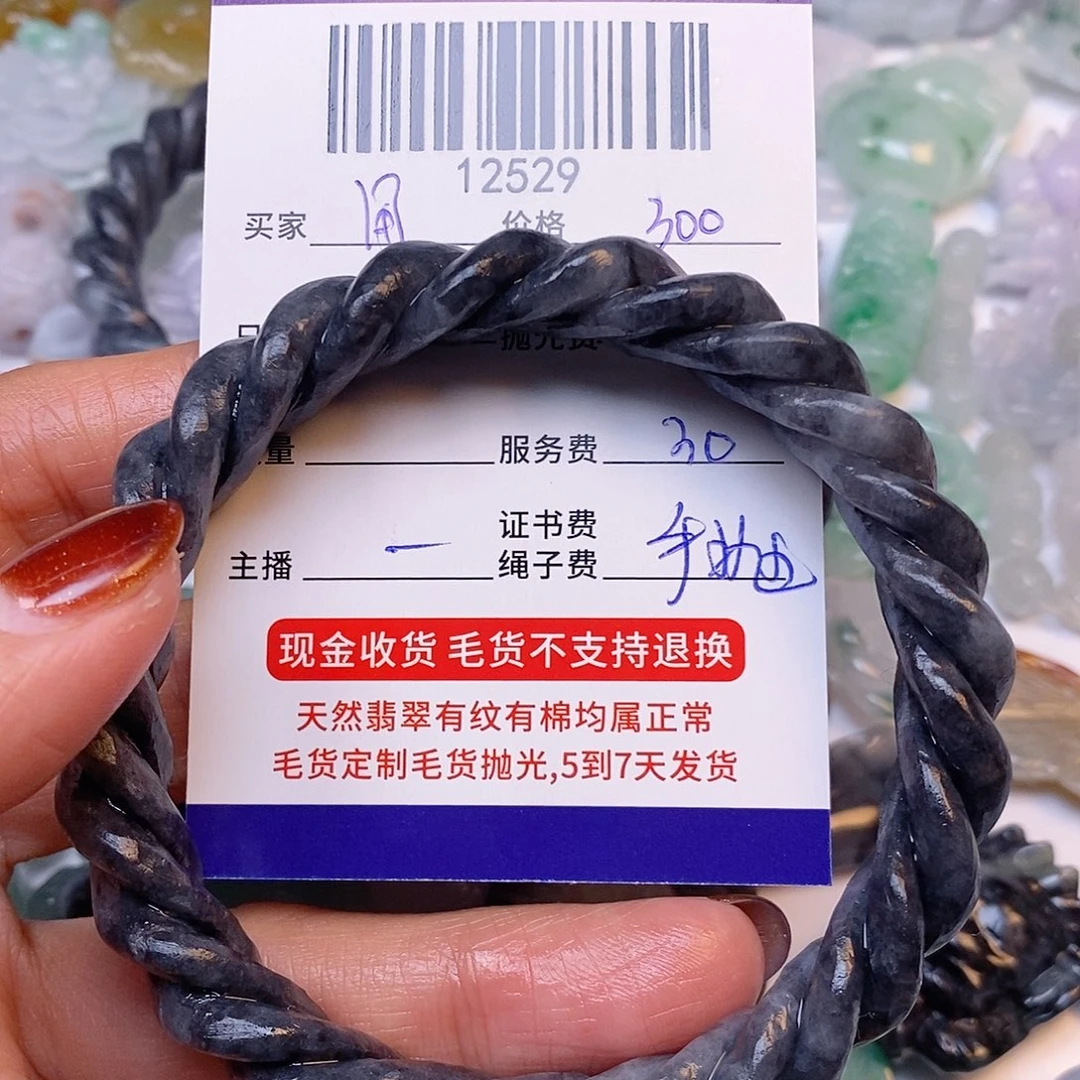 12529
买家 价格 300
抛光费
量 服务费 30
证书费
主播 一 绳子费 手抛
现金收货 毛货不支持退换
天然翡翠有纹有棉均属正常
毛货定制毛货抛光,5到7天发货